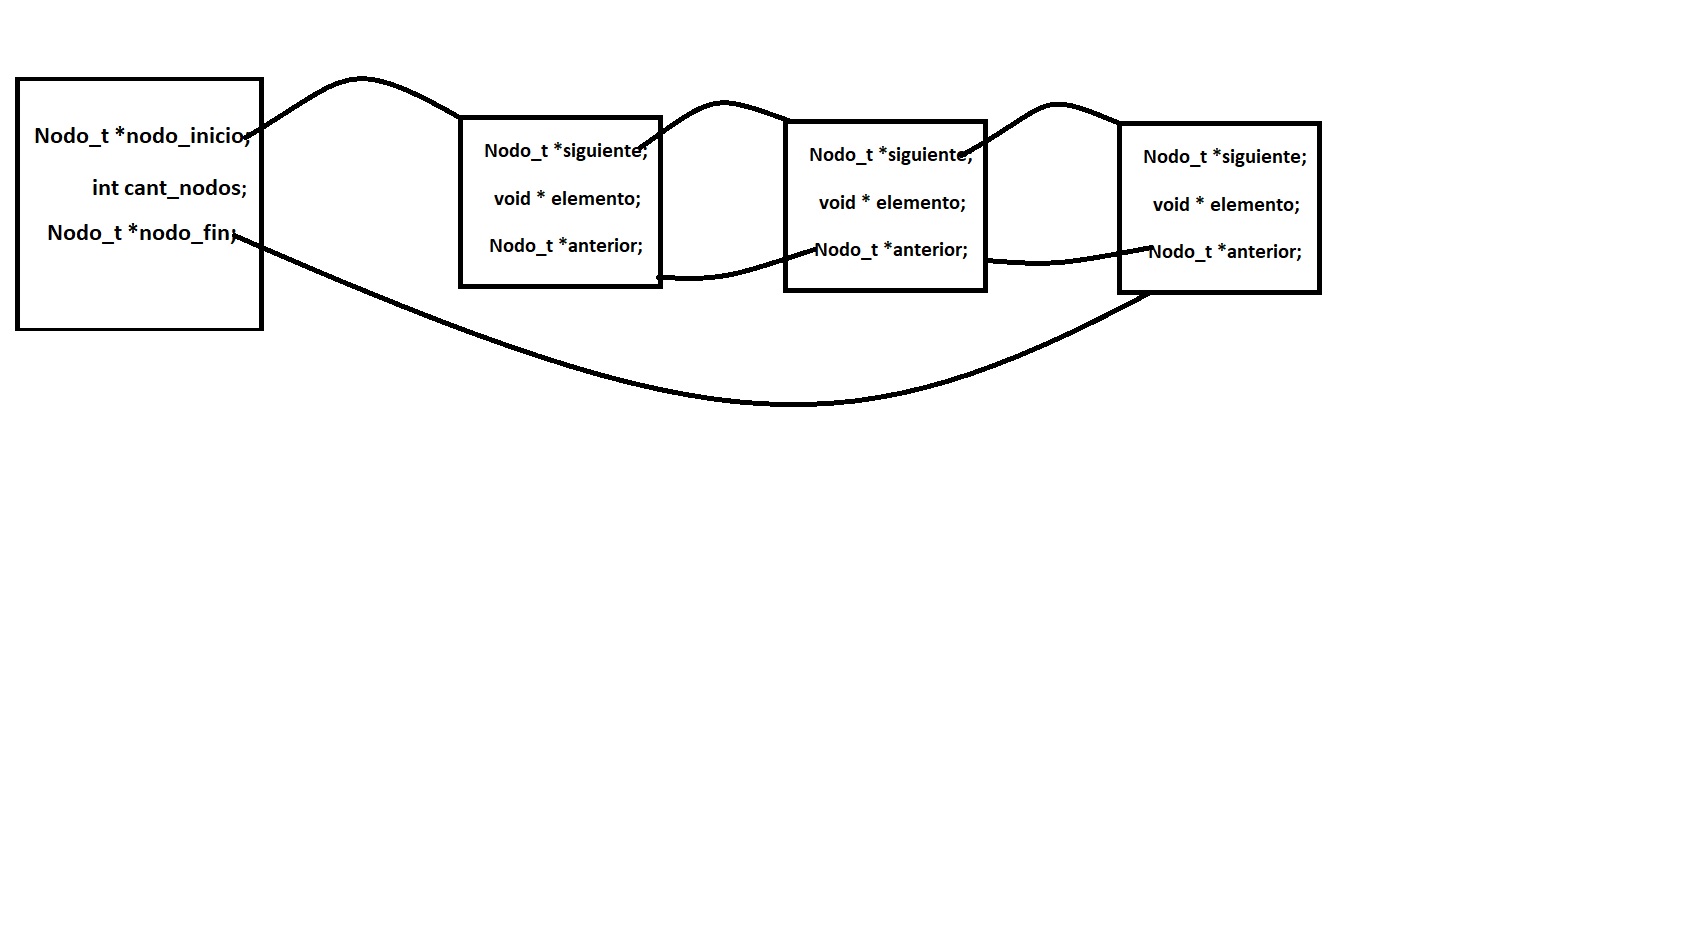 Nodo_t *nodo_inicio;
int cant_nodos;
Nodo_t *nodo_fin;
Nodo_t *siguiente;
void * elemento;
Nodo_t *anterior;
Nodo_t *siguiente;
void * elemento;
Nodo_t *anterior;
Nodo_t *siguiente;
void * elemento;
Nodo_t *anterior;